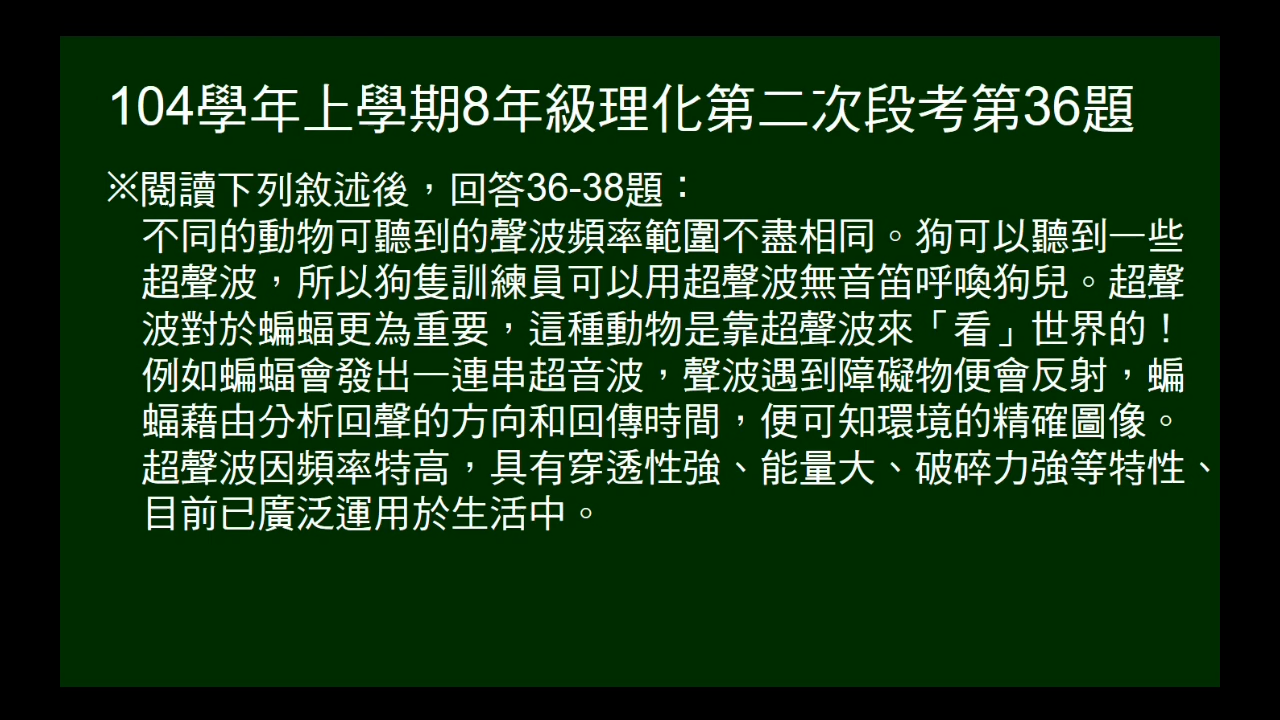 104學年上學期8年級理化第二次段考第36題
※閱讀下列敘述後，回答36-38題：
不同的動物可聽到的聲波頻率範圍不盡相同。狗可以聽到一些
超聲波，所以狗隻訓練員可以用超聲波無音笛呼喚狗兒。超聲
波對於蝙蝠更為重要，這種動物是靠超聲波來「看」世界的！
例如蝙蝠會發出一連串超音波，聲波遇到障礙物便會反射，蝙
蝠藉由分析回聲的方向和回傳時間，便可知環境的精確圖像。
超聲波因頻率特高，具有穿透性強、能量大、破碎力強等特性、
目前已廣泛運用於生活中。